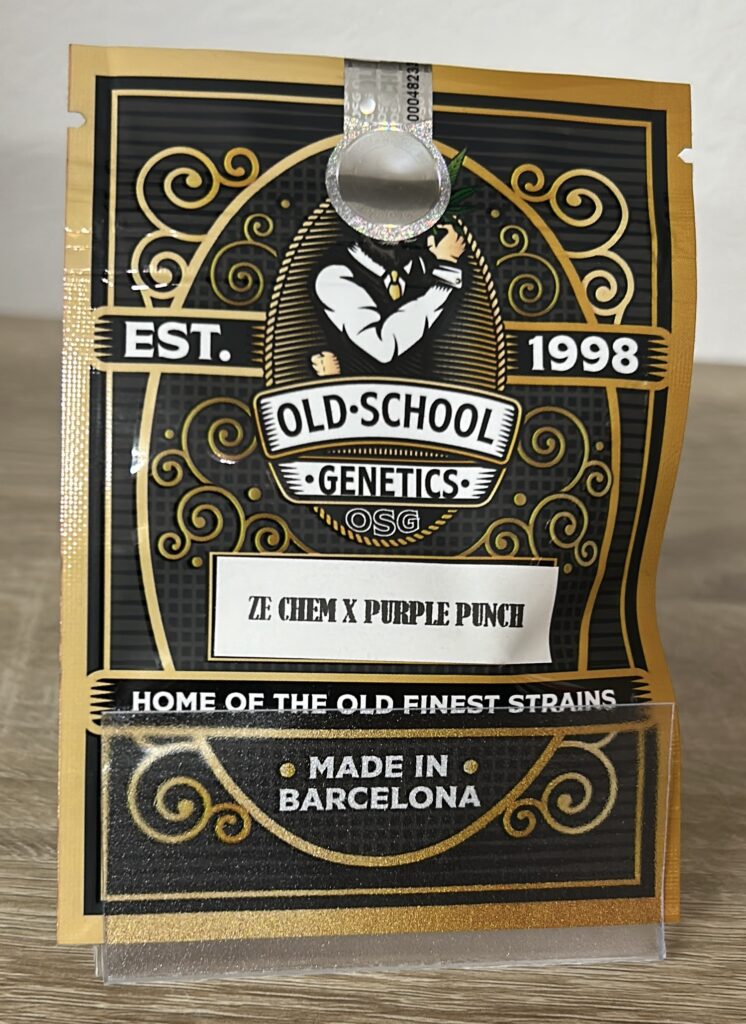 0004823
EST.
1998
OLD·SCHOOL
·GENETICS·
OSG
ZE CHEM X PURPLE PUNCH
HOME OF THE OLD FINEST STRAINS
• MADE IN •
BARCELONA